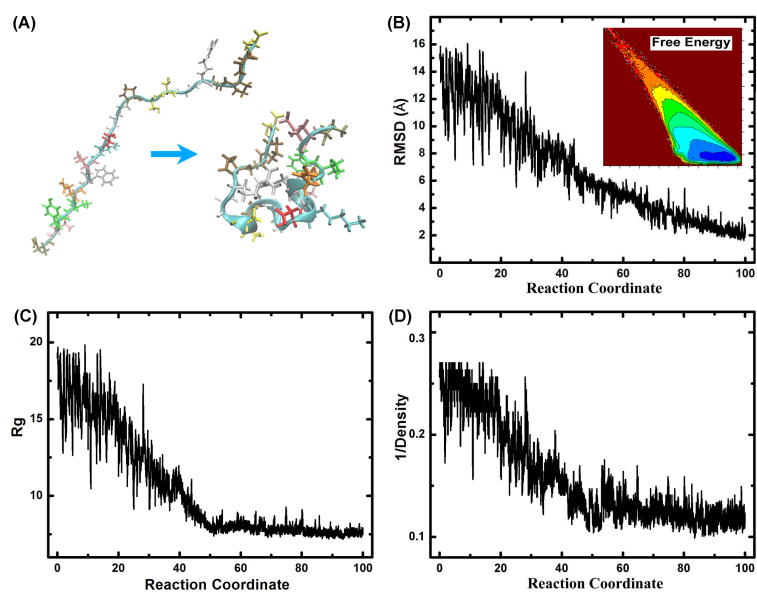 (A)
(B)
16
14
12
10
8
6
4
2
RMSD (Å)
Free Energy
0 20 40 60 80 100
Reaction Coordinate
(C)
20
15
10
Rg
0 20 40 60 80 100
Reaction Coordinate
(D)
0.3
0.2
0.1
1/Density
0 20 40 60 80 100
Reaction Coordinate